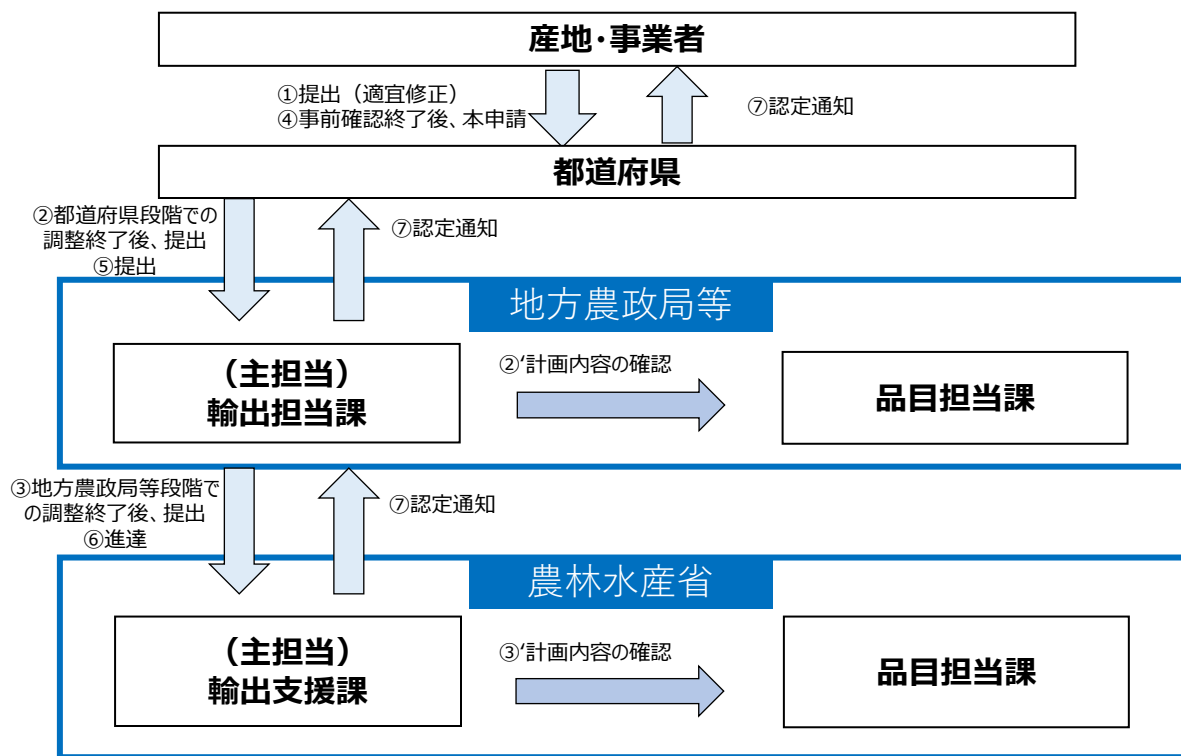 産地・事業者
①提出（適宜修正）
④事前確認終了後、本申請
⑦認定通知
都道府県
②都道府県段階での
調整終了後、提出
⑤提出
⑦認定通知
地方農政局等
（主担当）
輸出担当課
②‘計画内容の確認
品目担当課
③地方農政局等段階で
の調整終了後、提出
⑥進達
⑦認定通知
農林水産省
（主担当）
輸出支援課
③‘計画内容の確認
品目担当課